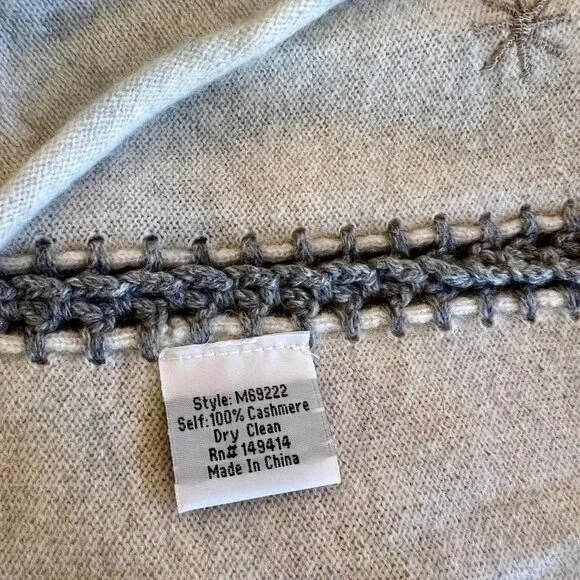 Style: M69222
Self:100% Cashmere
Dry Clean
Rn# 149414
Made In China